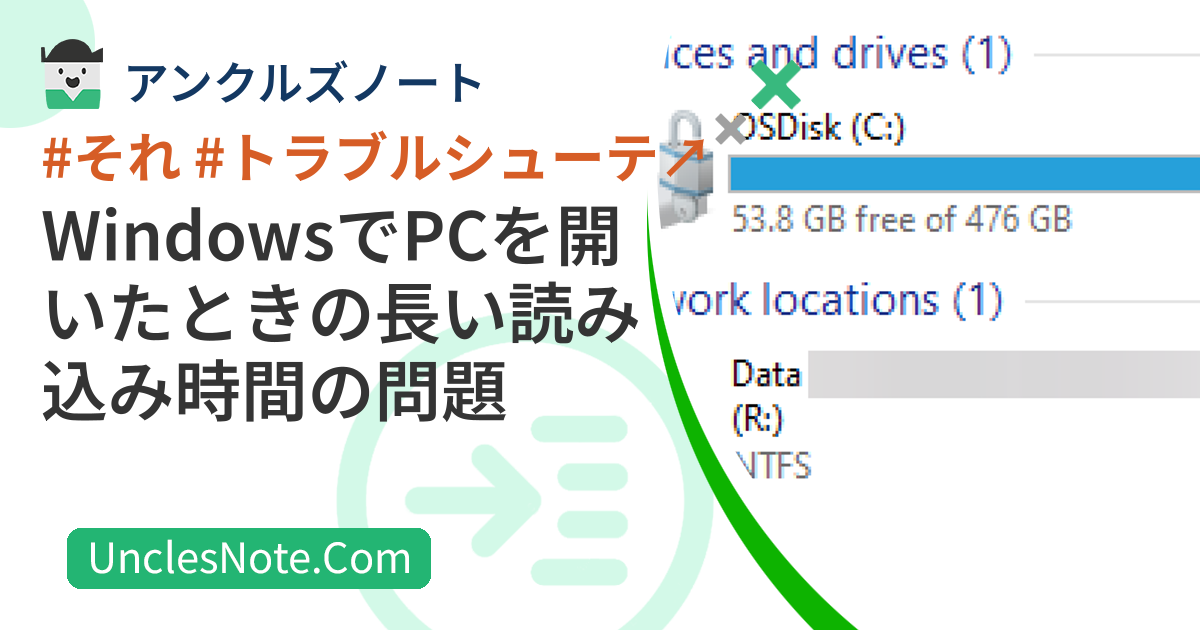 アンクルズノート
#それ #トラブルシューテ
WindowsでPCを開
いたときの長い読み
込み時間の問題
UnclesNote.Com
ices and drives (1)
OSDisk (C:)
53.8 GB free of 476 GB
work locations (1)
Data
(R:)
NTFS